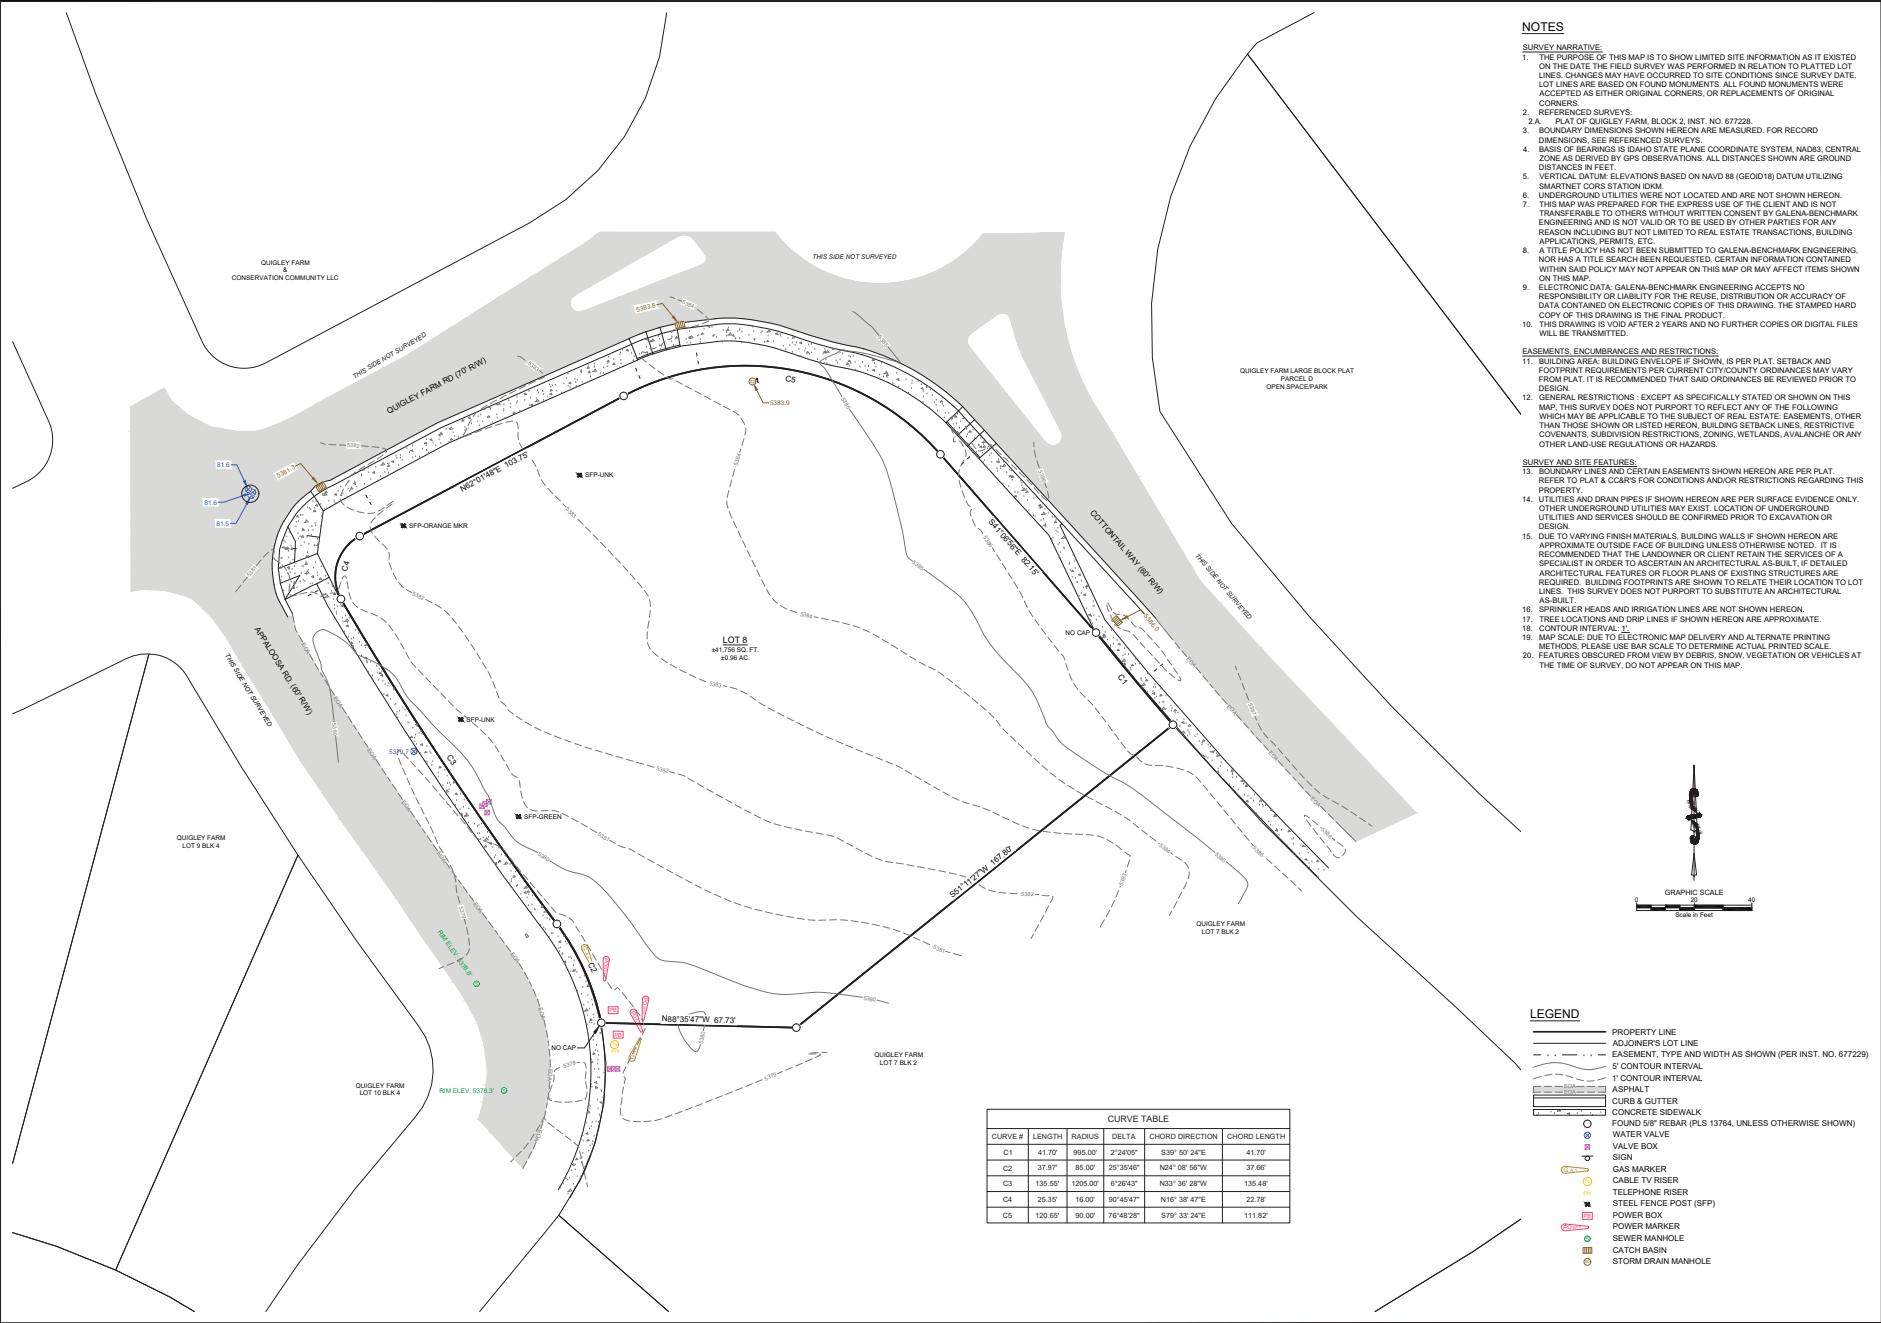 NOTES
SURVEY NARRATIVE:
1. THE PURPOSE OF THIS MAP IS TO SHOW LIMITED SITE INFORMATION AS IT EXISTED
ON THE DATE THE FIELD SURVEY WAS PERFORMED IN RELATION TO PLATTED LOT
LINES. CHANGES MAY HAVE OCCURRED TO SITE CONDITIONS SINCE SURVEY DATE.
LOT LINES ARE BASED ON FOUND MONUMENTS. ALL FOUND MONUMENTS WERE
ACCEPTED AS EITHER ORIGINAL CORNERS, OR REPLACEMENTS OF ORIGINAL
CORNERS.
2. REFERENCED SURVEYS:
2.A. PLAT OF QUIGLEY FARM, BLOCK 2, INST. NO. 677228.
3. BOUNDARY DIMENSIONS SHOWN HEREON ARE MEASURED. FOR RECORD
DIMENSIONS, SEE REFERENCED SURVEYS.
4. BASIS OF BEARINGS IS IDAHO STATE PLANE COORDINATE SYSTEM, NAD83, CENTRAL
ZONE AS DERIVED BY GPS OBSERVATIONS. ALL DISTANCES SHOWN ARE GROUND
DISTANCES IN FEET.
5. VERTICAL DATUM: ELEVATIONS BASED ON NAVD 88 (GEOID18) DATUM UTILIZING
SMARTNET CORS STATION IDKM.
6. UNDERGROUND UTILITIES WERE NOT LOCATED AND ARE NOT SHOWN HEREON.
7. THIS MAP WAS PREPARED FOR THE EXPRESS USE OF THE CLIENT AND IS NOT
TRANSFERABLE TO OTHERS WITHOUT WRITTEN CONSENT BY GALENA-BENCHMARK
ENGINEERING AND IS NOT VALID OR TO BE USED BY OTHER PARTIES FOR ANY
REASON INCLUDING BUT NOT LIMITED TO REAL ESTATE TRANSACTIONS, BUILDING
APPLICATIONS, PERMITS, ETC.
8. A TITLE POLICY HAS NOT BEEN SUBMITTED TO GALENA-BENCHMARK ENGINEERING,
NOR HAS A TITLE SEARCH BEEN REQUESTED. CERTAIN INFORMATION CONTAINED
WITHIN SAID POLICY MAY NOT APPEAR ON THIS MAP OR MAY AFFECT ITEMS SHOWN
ON THIS MAP.
9. ELECTRONIC DATA: GALENA-BENCHMARK ENGINEERING ACCEPTS NO
RESPONSIBILITY OR LIABILITY FOR THE REUSE, DISTRIBUTION OR ACCURACY OF
DATA CONTAINED ON ELECTRONIC COPIES OF THIS DRAWING. THE STAMPED HARD
COPY OF THIS DRAWING IS THE FINAL PRODUCT.
10. THIS DRAWING IS VOID AFTER 2 YEARS AND NO FURTHER COPIES OR DIGITAL FILES
WILL BE TRANSMITTED.
EASEMENTS, ENCUMBRANCES AND RESTRICTIONS:
11. BUILDING AREA: BUILDING ENVELOPE IF SHOWN, IS PER PLAT. SETBACK AND
FOOTPRINT REQUIREMENTS PER CURRENT CITY/COUNTY ORDINANCES MAY VARY
FROM PLAT. IT IS RECOMMENDED THAT SAID ORDINANCES BE REVIEWED PRIOR TO
DESIGN.
12. GENERAL RESTRICTIONS : EXCEPT AS SPECIFICALLY STATED OR SHOWN ON THIS
MAP, THIS SURVEY DOES NOT PURPORT TO REFLECT ANY OF THE FOLLOWING
WHICH MAY BE APPLICABLE TO THE SUBJECT OF REAL ESTATE: EASEMENTS, OTHER
THAN THOSE SHOWN OR LISTED HEREON, BUILDING SETBACK LINES, RESTRICTIVE
COVENANTS, SUBDIVISION RESTRICTIONS, ZONING, WETLANDS, AVALANCHE OR ANY
OTHER LAND-USE REGULATIONS OR HAZARDS.
SURVEY AND SITE FEATURES:
13. BOUNDARY LINES AND CERTAIN EASEMENTS SHOWN HEREON ARE PER PLAT.
REFER TO PLAT & CC&R'S FOR CONDITIONS AND/OR RESTRICTIONS REGARDING THIS
PROPERTY.
14. UTILITIES AND DRAIN PIPES IF SHOWN HEREON ARE PER SURFACE EVIDENCE ONLY.
OTHER UNDERGROUND UTILITIES MAY EXIST. LOCATION OF UNDERGROUND
UTILITIES AND SERVICES SHOULD BE CONFIRMED PRIOR TO EXCAVATION OR
DESIGN.
15. DUE TO VARYING FINISH MATERIALS, BUILDING WALLS IF SHOWN HEREON ARE
APPROXIMATE OUTSIDE FACE OF BUILDING UNLESS OTHERWISE NOTED. IT IS
RECOMMENDED THAT THE LANDOWNER OR CLIENT RETAIN THE SERVICES OF A
SPECIALIST IN ORDER TO ASCERTAIN AN ARCHITECTURAL AS-BUILT, IF DETAILED
ARCHITECTURAL FEATURES OR FLOOR PLANS OF EXISTING STRUCTURES ARE
REQUIRED. BUILDING FOOTPRINTS ARE SHOWN TO RELATE THEIR LOCATION TO LOT
LINES. THIS SURVEY DOES NOT PURPORT TO SUBSTITUTE AN ARCHITECTURAL
AS-BUILT.
16. SPRINKLER HEADS AND IRRIGATION LINES ARE NOT SHOWN HEREON.
17. TREE LOCATIONS AND DRIP LINES IF SHOWN HEREON ARE APPROXIMATE.
18. CONTOUR INTERVAL: 1'.
19. MAP SCALE: DUE TO ELECTRONIC MAP DELIVERY AND ALTERNATE PRINTING
METHODS, PLEASE USE BAR SCALE TO DETERMINE ACTUAL PRINTED SCALE.
20. FEATURES OBSCURED FROM VIEW BY DEBRIS, SNOW, VEGETATION OR VEHICLES AT
THE TIME OF SURVEY, DO NOT APPEAR ON THIS MAP.
QUIGLEY FARM
&
CONSERVATION COMMUNITY LLC
THIS SIDE NOT SURVEYED
QUIGLEY FARM RD (70' R/W)
THIS SIDE NOT SURVEYED
5383.8
5384
C5
5383.9
QUIGLEY FARM LARGE BLOCK PLAT
PARCEL D
OPEN SPACE/PARK
81.6
81.6
81.5
5381.3
5382
N62°01'48"E 103.75'
SFP-UNK
SFP-ORANGE MKR
C4
5384
5383
5385
5386
S41°06'56"E 82.15'
COTTONTAIL WAY (60' R/W)
THIS SIDE NOT SURVEYED
5386.0
NO CAP
C1
5382
5384
LOT 8
±41,756 SQ. FT.
±0.96 AC.
5383
APPALOOSA RD. (60' R/W)
THIS SIDE NOT SURVEYED
SFP-UNK
5379.7
C3
5382
SFP-GREEN
5381
5380
S51°11'27"W 167.80'
5382
5383
5384
5385
5386
QUIGLEY FARM
LOT 9 BLK 4
QUIGLEY FARM
LOT 7 BLK 2
5381
5380
RIM ELEV: 5378.8'
C2
N88°35'47"W 67.73'
NO CAP
5378
5379
QUIGLEY FARM
LOT 7 BLK 2
QUIGLEY FARM
LOT 10 BLK 4
RIM ELEV: 5378.3'
GRAPHIC SCALE
0 20 40
Scale in Feet
CURVE TABLE
CURVE # LENGTH RADIUS DELTA CHORD DIRECTION CHORD LENGTH
C1 41.70' 995.00' 2°24'05" S39° 50' 24"E 41.70'
C2 37.97' 85.00' 25°35'46" N24° 08' 56"W 37.66'
C3 135.55' 1205.00' 6°26'43" N33° 36' 28"W 135.48'
C4 25.35' 16.00' 90°45'47" N16° 38' 47"E 22.78'
C5 120.65' 90.00' 76°48'28" S79° 33' 24"E 111.82'
LEGEND
PROPERTY LINE
ADJOINER'S LOT LINE
EASEMENT, TYPE AND WIDTH AS SHOWN (PER INST. NO. 677229)
5' CONTOUR INTERVAL
1' CONTOUR INTERVAL
EOA ASPHALT
CURB & GUTTER
CONCRETE SIDEWALK
FOUND 5/8" REBAR (PLS 13764, UNLESS OTHERWISE SHOWN)
WATER VALVE
VALVE BOX
SIGN
GAS MARKER
CABLE TV RISER
TELEPHONE RISER
STEEL FENCE POST (SFP)
POWER BOX
POWER MARKER
SEWER MANHOLE
CATCH BASIN
STORM DRAIN MANHOLE